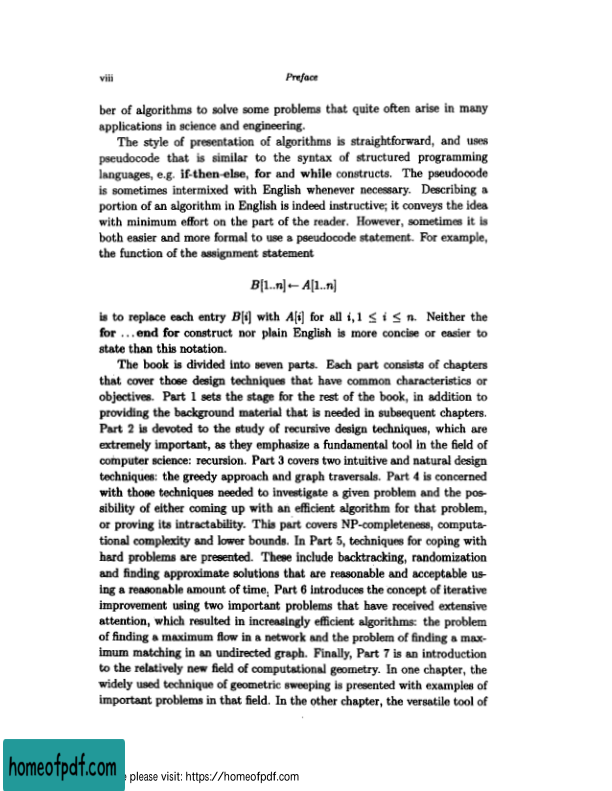 viii
Preface
ber of algorithms to solve some problems that quite often arise in many
applications in science and engineering.
The style of presentation of algorithms is straightforward, and uses
pseudocode that is similar to the syntax of structured programming
languages, e.g. if-then-else, for and while constructs. The pseudocode
is sometimes intermixed with English whenever necessary. Describing a
portion of an algorithm in English is indeed instructive; it conveys the idea
with minimum effort on the part of the reader. However, sometimes it is
both easier and more formal to use a pseudocode statement. For example,
the function of the assignment statement
B[1..n] ← A[1..n]
is to replace each entry B[i] with A[i] for all i, 1 ≤ i ≤ n. Neither the
for ...end for construct nor plain English is more concise or easier to
state than this notation.
The book is divided into seven parts. Each part consists of chapters
that cover those design techniques that have common characteristics or
objectives. Part 1 sets the stage for the rest of the book, in addition to
providing the background material that is needed in subsequent chapters.
Part 2 is devoted to the study of recursive design techniques, which are
extremely important, as they emphasize a fundamental tool in the field of
computer science: recursion. Part 3 covers two intuitive and natural design
techniques: the greedy approach and graph traversals. Part 4 is concerned
with those techniques needed to investigate a given problem and the pos-
sibility of either coming up with an efficient algorithm for that problem,
or proving its intractability. This part covers NP-completeness, computa-
tional complexity and lower bounds. In Part 5, techniques for coping with
hard problems are presented. These include backtracking, randomization
and finding approximate solutions that are reasonable and acceptable us-
ing a reasonable amount of time. Part 6 introduces the concept of iterative
improvement using two important problems that have received extensive
attention, which resulted in increasingly efficient algorithms: the problem
of finding a maximum flow in a network and the problem of finding a max-
imum matching in an undirected graph. Finally, Part 7 is an introduction
to the relatively new field of computational geometry. In one chapter, the
widely used technique of geometric sweeping is presented with examples of
important problems in that field. In the other chapter, the versatile tool of
homeofpdf.com
please visit: https://homeofpdf.com